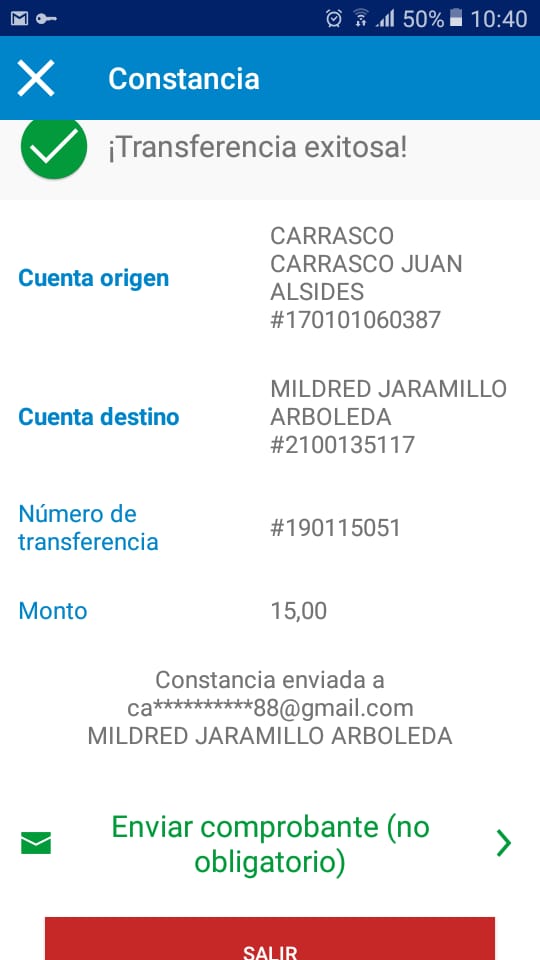 50% 10:40
Constancia
¡Transferencia exitosa!
Cuenta origen
CARRASCO
CARRASCO JUAN
ALSIDES
#170101060387
Cuenta destino
MILDRED JARAMILLO
ARBOLEDA
#2100135117
Número de
transferencia
#190115051
Monto
15,00
Constancia enviada a
ca**********88@gmail.com
MILDRED JARAMILLO ARBOLEDA
Enviar comprobante (no
obligatorio)
SALIR